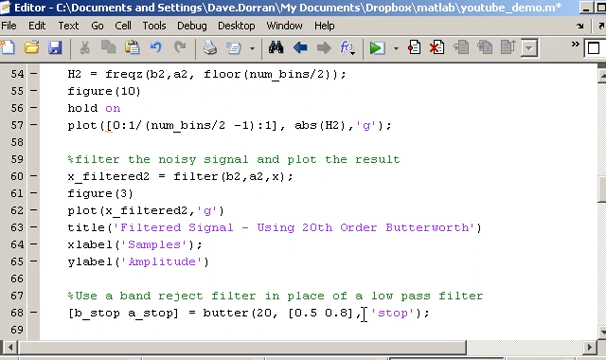 Editor - C:\Documents and Settings\Dave.Dorran\My Documents\Dropbox\matlab\youtube_demo.m*
File Edit Text Go Cell Tools Debug Desktop Window Help
54 - H2 = freqz(b2,a2, floor(num_bins/2));
55 - figure(10)
56 - hold on
57 - plot([0:1/(num_bins/2 -1):1], abs(H2),'g');
58
59 %filter the noisy signal and plot the result
60 - x_filtered2 = filter(b2,a2,x);
61 - figure(3)
62 - plot(x_filtered2,'g')
63 - title('Filtered Signal - Using 20th Order Butterworth')
64 - xlabel('Samples');
65 - ylabel('Amplitude')
66
67 %Use a band reject filter in place of a low pass filter
68 - [b_stop a_stop] = butter(20, [0.5 0.8], 'stop');
69